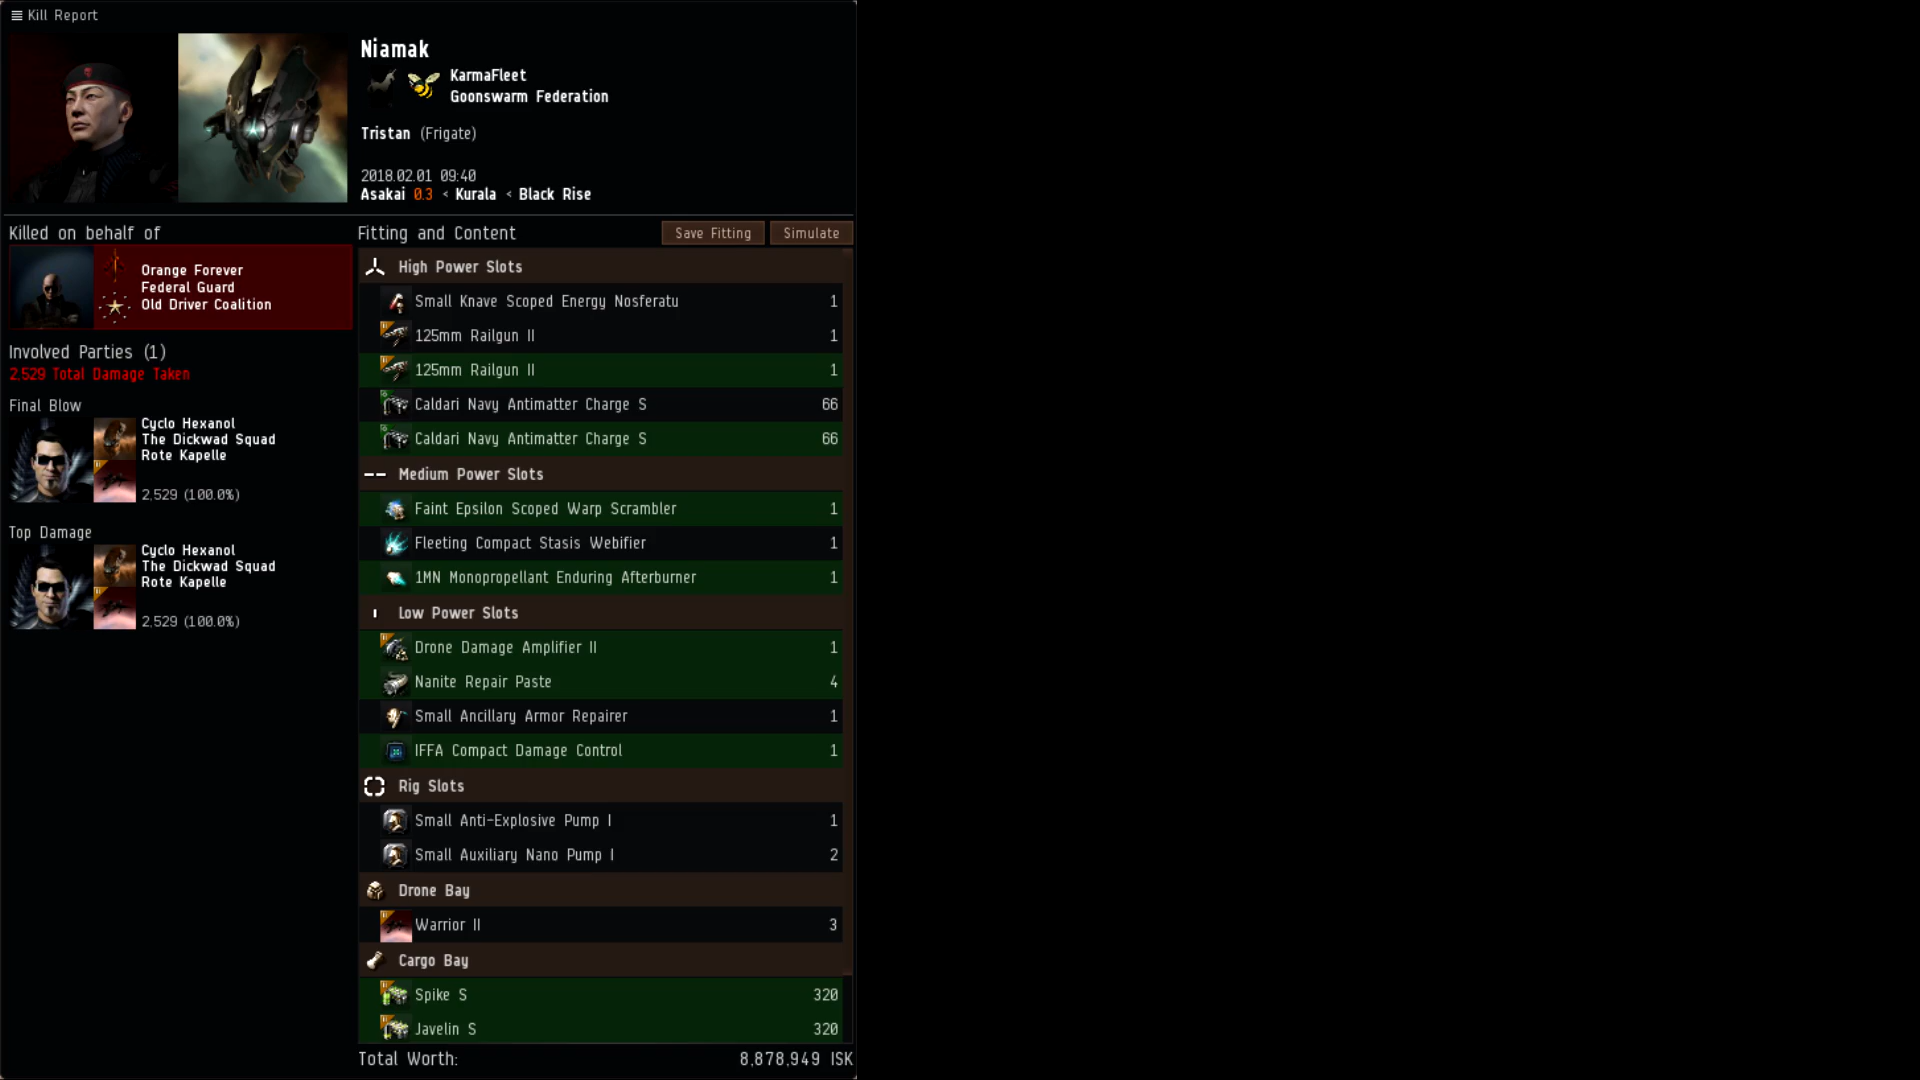 Kill Report
Niamak
KarmaFleet
Goonswarm Federation
Tristan (Frigate)
2018.02.01 09:40
Asakai 0.3 < Kurala < Black Rise
Killed on behalf of
Orange Forever
Federal Guard
Old Driver Coalition
Involved Parties (1)
2,529 Total Damage Taken
Final Blow
Cyclo Hexanol
The Dickwad Squad
Rote Kapelle
2,529 (100.0%)
Top Damage
Cyclo Hexanol
The Dickwad Squad
Rote Kapelle
2,529 (100.0%)
Fitting and Content
Save Fitting
Simulate
High Power Slots
Small Knave Scoped Energy Nosferatu 1
125mm Railgun II 1
125mm Railgun II 1
Caldari Navy Antimatter Charge S 66
Caldari Navy Antimatter Charge S 66
Medium Power Slots
Faint Epsilon Scoped Warp Scrambler 1
Fleeting Compact Stasis Webifier 1
1MN Monopropellant Enduring Afterburner 1
Low Power Slots
Drone Damage Amplifier II 1
Nanite Repair Paste 4
Small Ancillary Armor Repairer 1
IFFA Compact Damage Control 1
Rig Slots
Small Anti-Explosive Pump I 1
Small Auxiliary Nano Pump I 2
Drone Bay
Warrior II 3
Cargo Bay
Spike S 320
Javelin S 320
Total Worth: 8,878,949 ISK